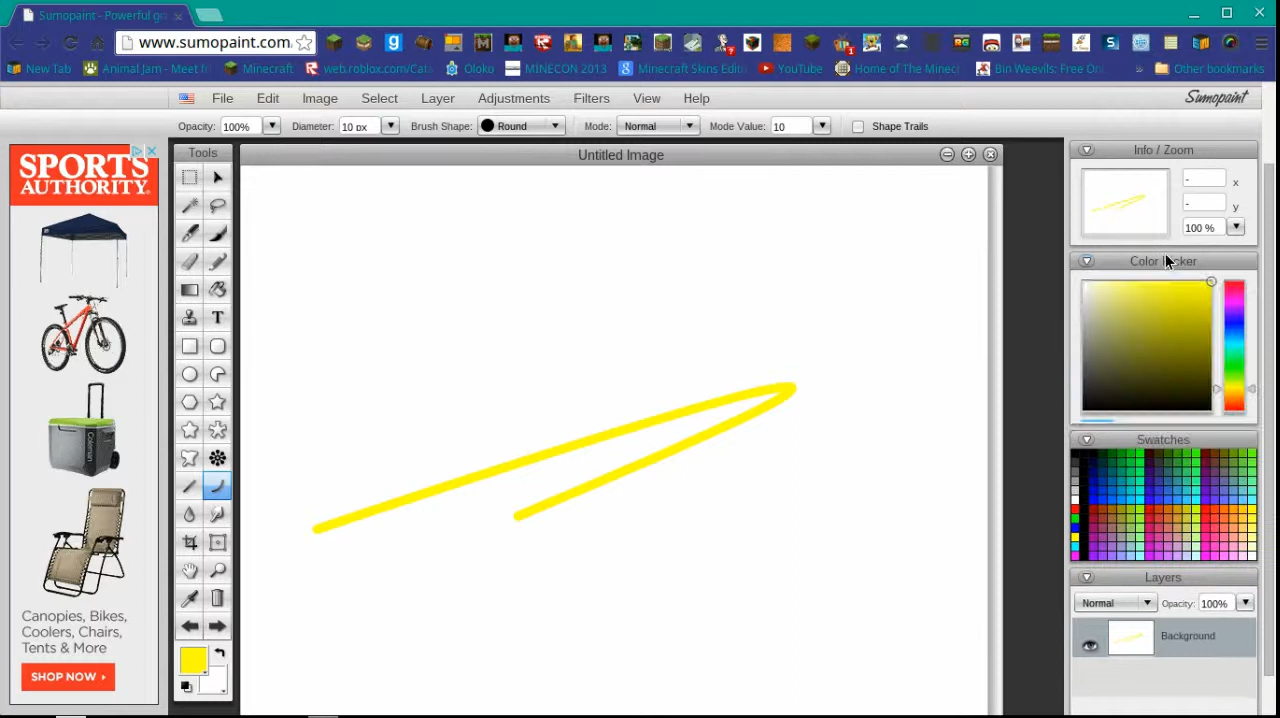 Sumopaint - Powerful gra
www.sumopaint.com
New Tab
Animal Jam - Meet f
Minecraft
web.roblox.com/Cata
Oloko
MINECON 2013
Minecraft Skins Edit
YouTube
Home of The Minec
Bin Weevils: Free On
»
Other bookmarks
File Edit Image Select Layer Adjustments Filters View Help
Sumopaint
Opacity: 100% Diameter: 10 px Brush Shape: Round Mode: Normal Mode Value: 10 Shape Trails
SPORTS
AUTHORITY
Coleman
Canopies, Bikes,
Coolers, Chairs,
Tents & More
SHOP NOW
Tools
T
Untitled Image
Info / Zoom
- x
- y
100 %
Color Picker
Swatches
Layers
Normal Opacity: 100%
Background